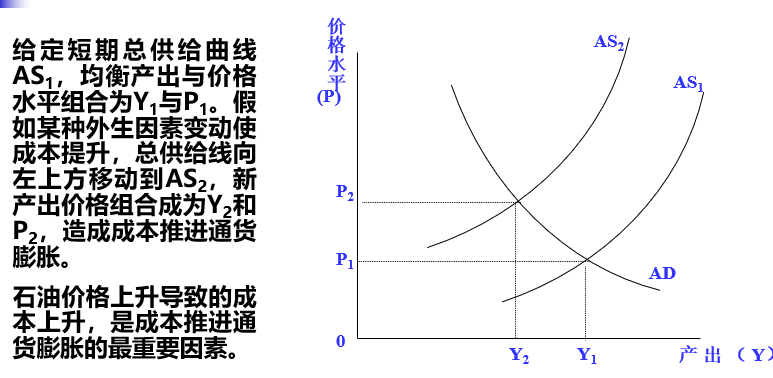 给定短期总供给曲线
AS₁，均衡产出与价格
水平组合为Y₁与P₁。假
如某种外生因素变动使
成本提升，总供给线向
左上方移动到AS₂，新
产出价格组合成为Y₂和
P₂，造成成本推进通货
膨胀。
石油价格上升导致的成
本上升，是成本推进通
货膨胀的最重要因素。
价格水平
(P)
AS₂
AS₁
P₂
P₁
AD
0
Y₂
Y₁
产出（Y）